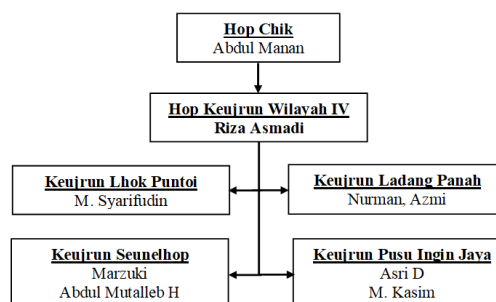 Hop Chik
Abdul Manan
Hop Keujrun Wilayah IV
Riza Asmadi
Keujrun Lhok Puntoi
M. Syarifudin
Keujrun Ladang Panah
Nurman, Azmi
Keujrun Seunelhop
Marzuki
Abdul Mutalleb H
Keujrun Pusu Ingin Jaya
Asri D
M. Kasim